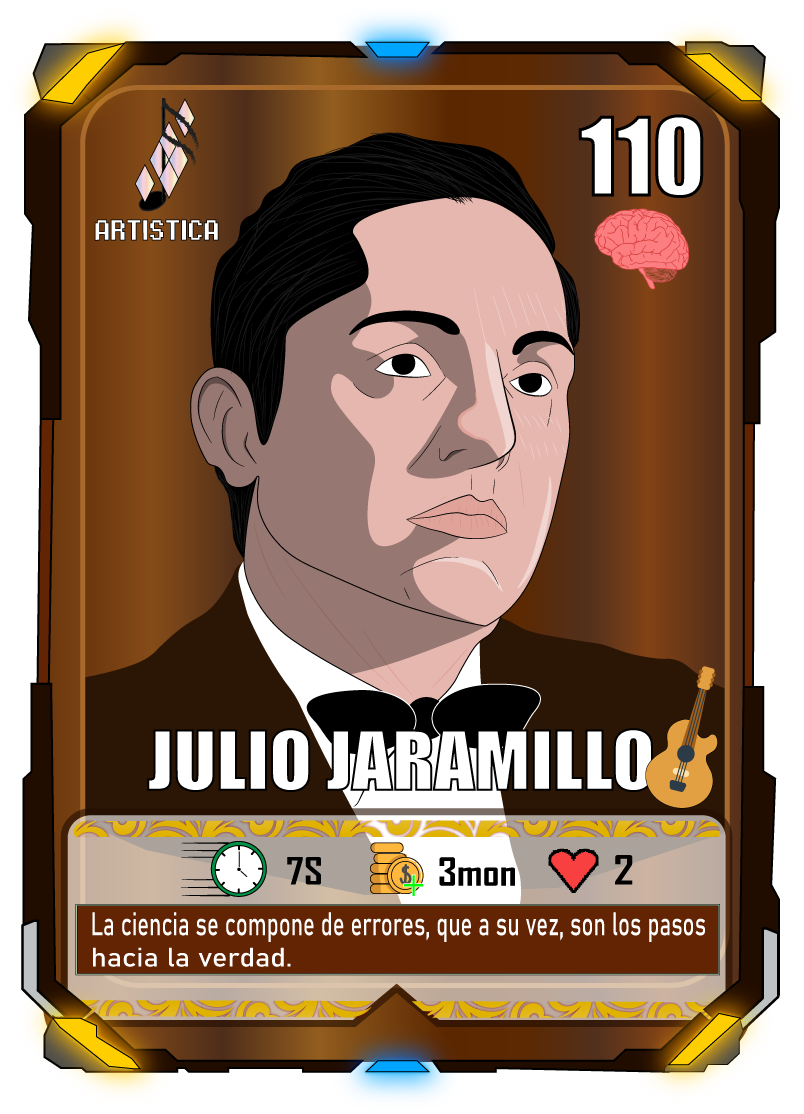 110
ARTISTICA
JULIO JARAMILLO
7S 3mon 2
La ciencia se compone de errores, que a su vez, son los pasos
hacia la verdad.